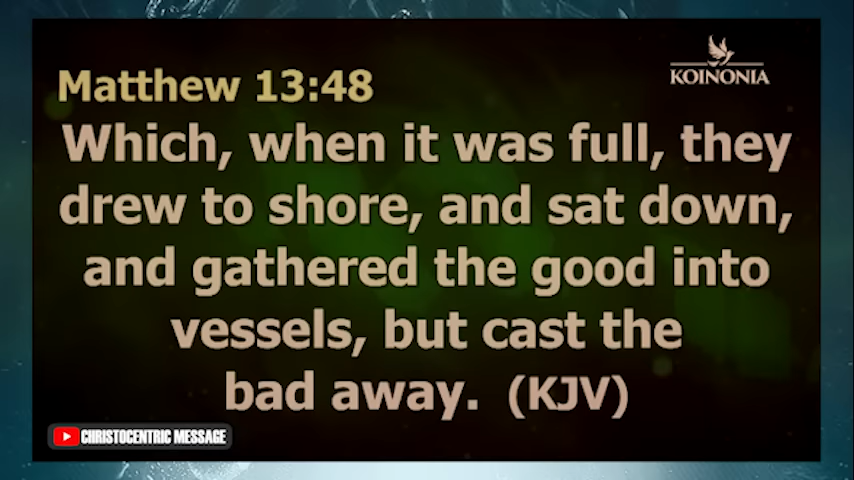 KOINONIA
Matthew 13:48
Which, when it was full, they
drew to shore, and sat down,
and gathered the good into
vessels, but cast the
bad away. (KJV)
CHRISTOCENTRIC MESSAGE